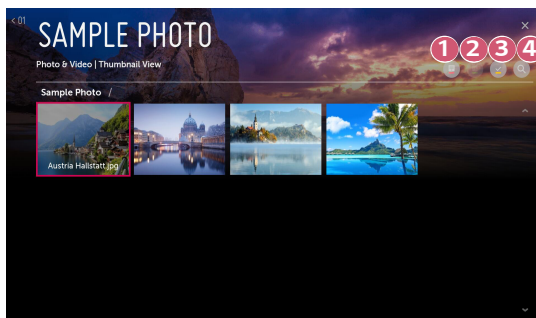 < 01
SAMPLE PHOTO
1 2 3 4
Photo & Video | Thumbnail View
Sample Photo /
Austria Hallstatt.jpg